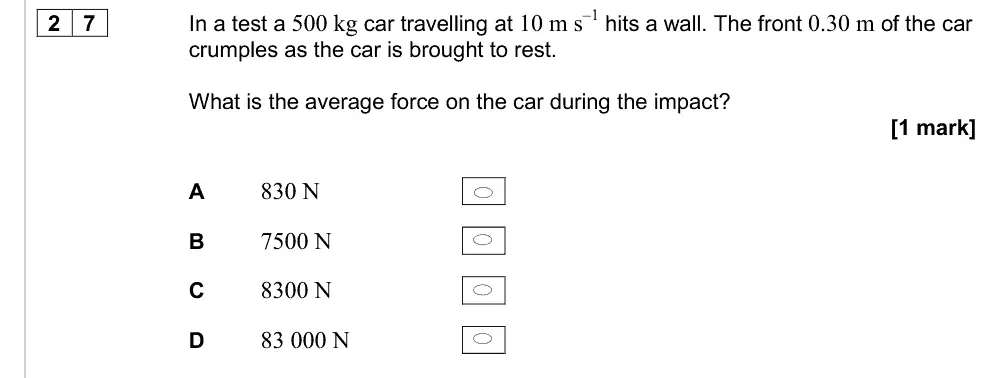 2 7 In a test a 500 kg car travelling at 10 m s⁻¹ hits a wall. The front 0.30 m of the car
crumples as the car is brought to rest.
What is the average force on the car during the impact?
[1 mark]
A 830 N
B 7500 N
C 8300 N
D 83 000 N